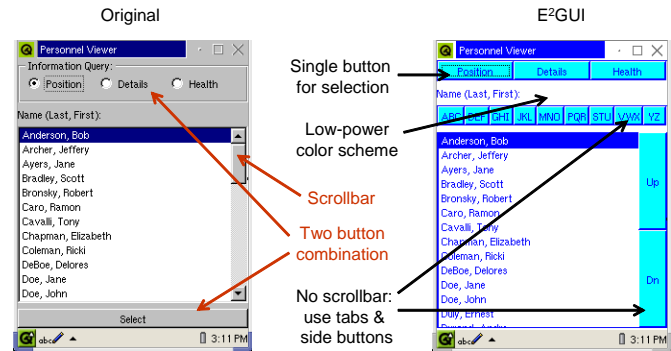 Original
E²GUI
Personnel Viewer
Information Query:
Position Details Health
Name (Last, First):
Anderson, Bob
Archer, Jeffery
Ayers, Jane
Bradley, Scott
Bronsky, Robert
Caro, Ramon
Cavalli, Tony
Chapman, Elizabeth
Coleman, Ricki
DeBoe, Delores
Doe, Jane
Doe, John
Select
abc 3:11 PM
Single button
for selection
Low-power
color scheme
Scrollbar
Two button
combination
No scrollbar:
use tabs &
side buttons
Personnel Viewer
Position Details Health
Name (Last, First):
ABC DEF GHI JKL MNO PQR STU VWX YZ
Anderson, Bob
Archer, Jeffery
Ayers, Jane
Bradley, Scott
Bronsky, Robert
Caro, Ramon
Cavalli, Tony
Chapman, Elizabeth
Coleman, Ricki
DeBoe, Delores
Doe, Jane
Doe, John
Duly, Ernest
Up
Dn
abc 3:11 PM